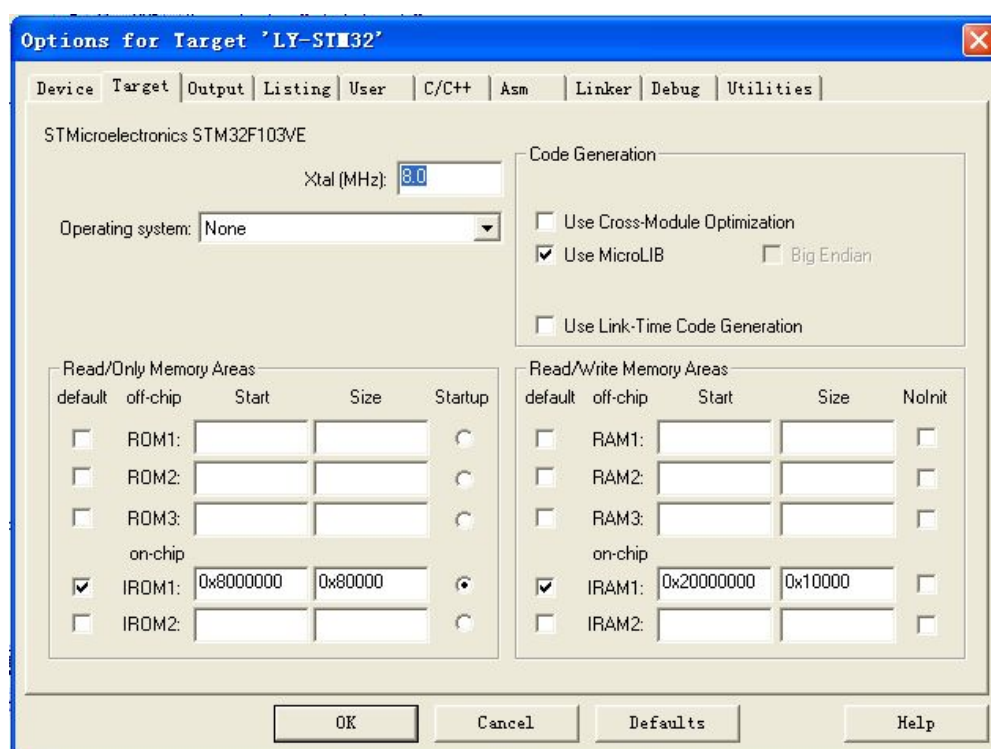 Options for Target 'LY-STM32'
Device Target Output Listing User C/C++ Asm Linker Debug Utilities
STMicroelectronics STM32F103VE
Xtal (MHz): 8.0
Operating system: None
Code Generation
Use Cross-Module Optimization
Use MicroLIB Big Endian
Use Link-Time Code Generation
Read/Only Memory Areas
default off-chip Start Size Startup
ROM1:
ROM2:
ROM3:
on-chip
IROM1: 0x8000000 0x80000
IROM2:
Read/Write Memory Areas
default off-chip Start Size NoInit
RAM1:
RAM2:
RAM3:
on-chip
IRAM1: 0x20000000 0x10000
IRAM2:
OK Cancel Defaults Help